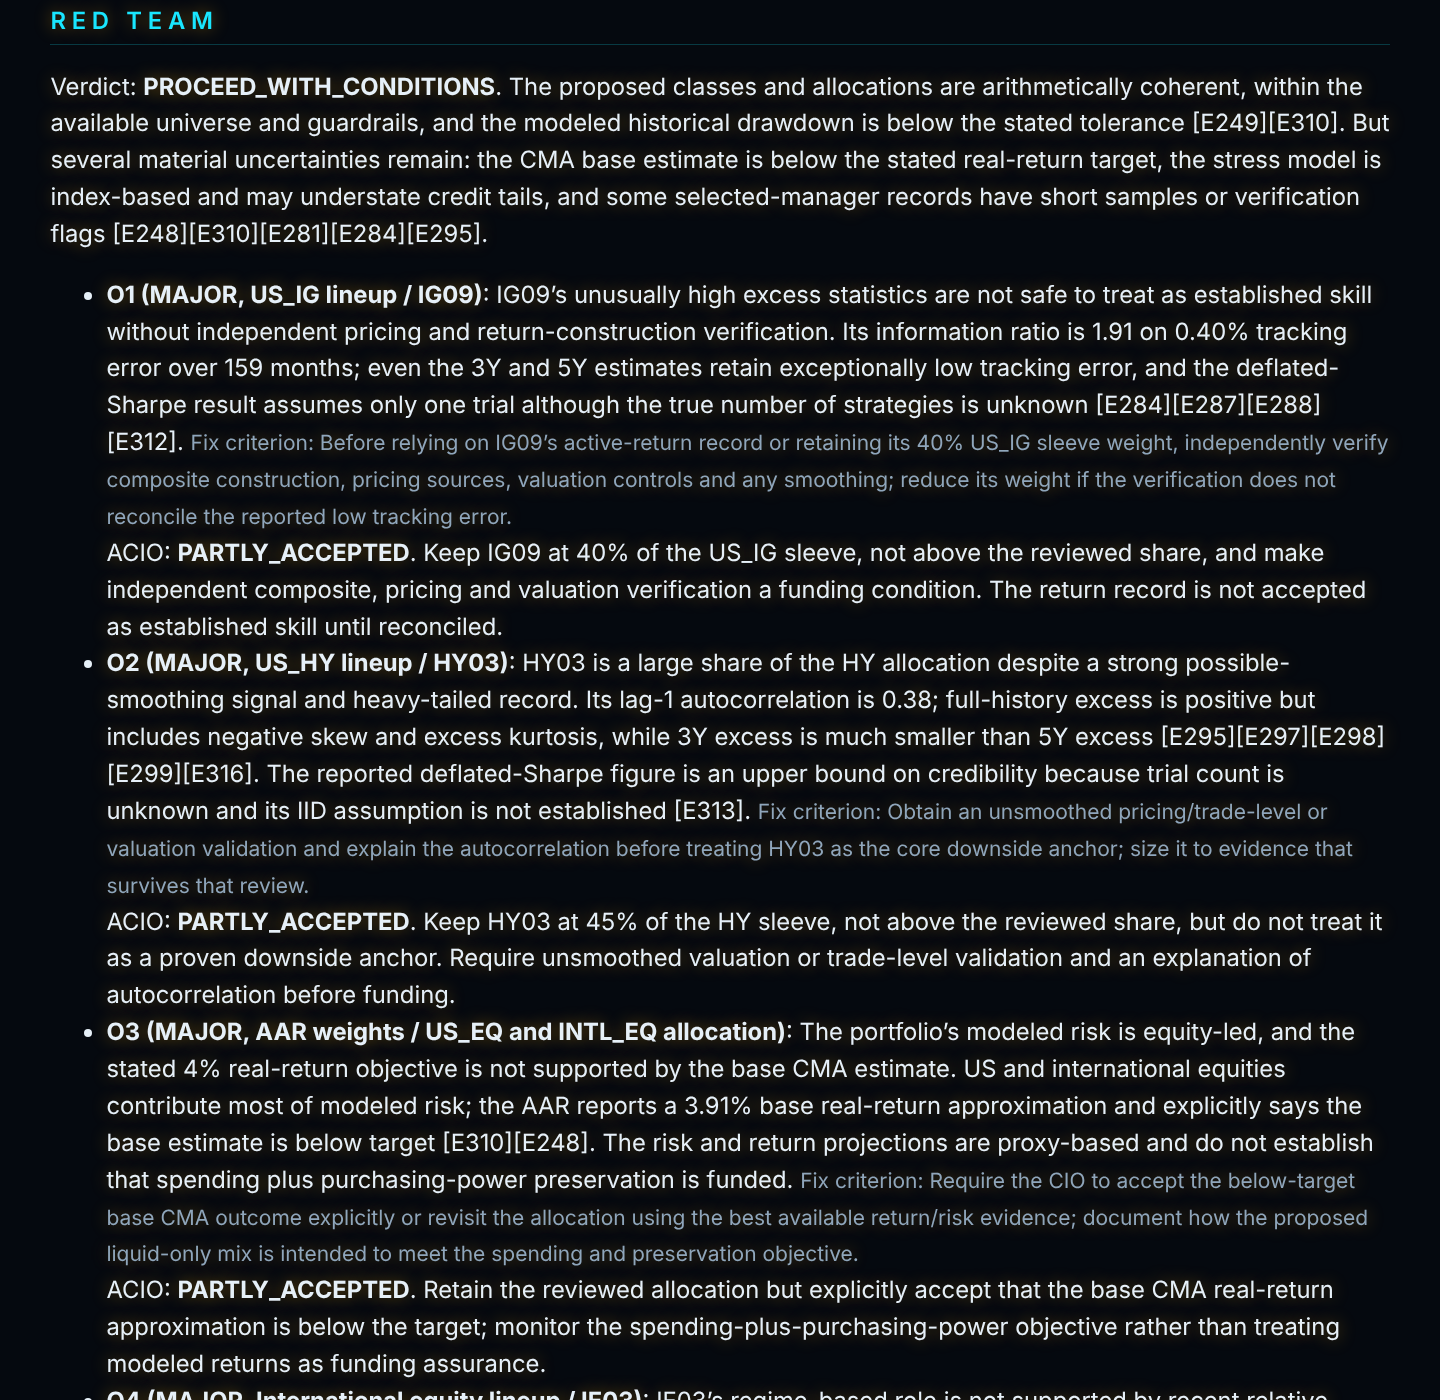 RED TEAM
Verdict: PROCEED_WITH_CONDITIONS. The proposed classes and allocations are arithmetically coherent, within the
available universe and guardrails, and the modeled historical drawdown is below the stated tolerance [E249][E310]. But
several material uncertainties remain: the CMA base estimate is below the stated real-return target, the stress model is
index-based and may understate credit tails, and some selected-manager records have short samples or verification
flags [E248][E310][E281][E284][E295].
• O1 (MAJOR, US_IG lineup / IG09): IG09’s unusually high excess statistics are not safe to treat as established skill
without independent pricing and return-construction verification. Its information ratio is 1.91 on 0.40% tracking
error over 159 months; even the 3Y and 5Y estimates retain exceptionally low tracking error, and the deflated-
Sharpe result assumes only one trial although the true number of strategies is unknown [E284][E287][E288]
[E312]. Fix criterion: Before relying on IG09’s active-return record or retaining its 40% US_IG sleeve weight, independently verify
composite construction, pricing sources, valuation controls and any smoothing; reduce its weight if the verification does not
reconcile the reported low tracking error.
ACIO: PARTLY_ACCEPTED. Keep IG09 at 40% of the US_IG sleeve, not above the reviewed share, and make
independent composite, pricing and valuation verification a funding condition. The return record is not accepted
as established skill until reconciled.
• O2 (MAJOR, US_HY lineup / HY03): HY03 is a large share of the HY allocation despite a strong possible-
smoothing signal and heavy-tailed record. Its lag-1 autocorrelation is 0.38; full-history excess is positive but
includes negative skew and excess kurtosis, while 3Y excess is much smaller than 5Y excess [E295][E297][E298]
[E299][E316]. The reported deflated-Sharpe figure is an upper bound on credibility because trial count is
unknown and its IID assumption is not established [E313]. Fix criterion: Obtain an unsmoothed pricing/trade-level or
valuation validation and explain the autocorrelation before treating HY03 as the core downside anchor; size it to evidence that
survives that review.
ACIO: PARTLY_ACCEPTED. Keep HY03 at 45% of the HY sleeve, not above the reviewed share, but do not treat it
as a proven downside anchor. Require unsmoothed valuation or trade-level validation and an explanation of
autocorrelation before funding.
• O3 (MAJOR, AAR weights / US_EQ and INTL_EQ allocation): The portfolio’s modeled risk is equity-led, and the
stated 4% real-return objective is not supported by the base CMA estimate. US and international equities
contribute most of modeled risk; the AAR reports a 3.91% base real-return approximation and explicitly says the
base estimate is below target [E310][E248]. The risk and return projections are proxy-based and do not establish
that spending plus purchasing-power preservation is funded. Fix criterion: Require the CIO to accept the below-target
base CMA outcome explicitly or revisit the allocation using the best available return/risk evidence; document how the proposed
liquid-only mix is intended to meet the spending and preservation objective.
ACIO: PARTLY_ACCEPTED. Retain the reviewed allocation but explicitly accept that the base CMA real-return
approximation is below the target; monitor the spending-plus-purchasing-power objective rather than treating
modeled returns as funding assurance.
• O4 (MAJOR, International equity lineup / IE03): IE03’s regime-based role is not supported by recent relative